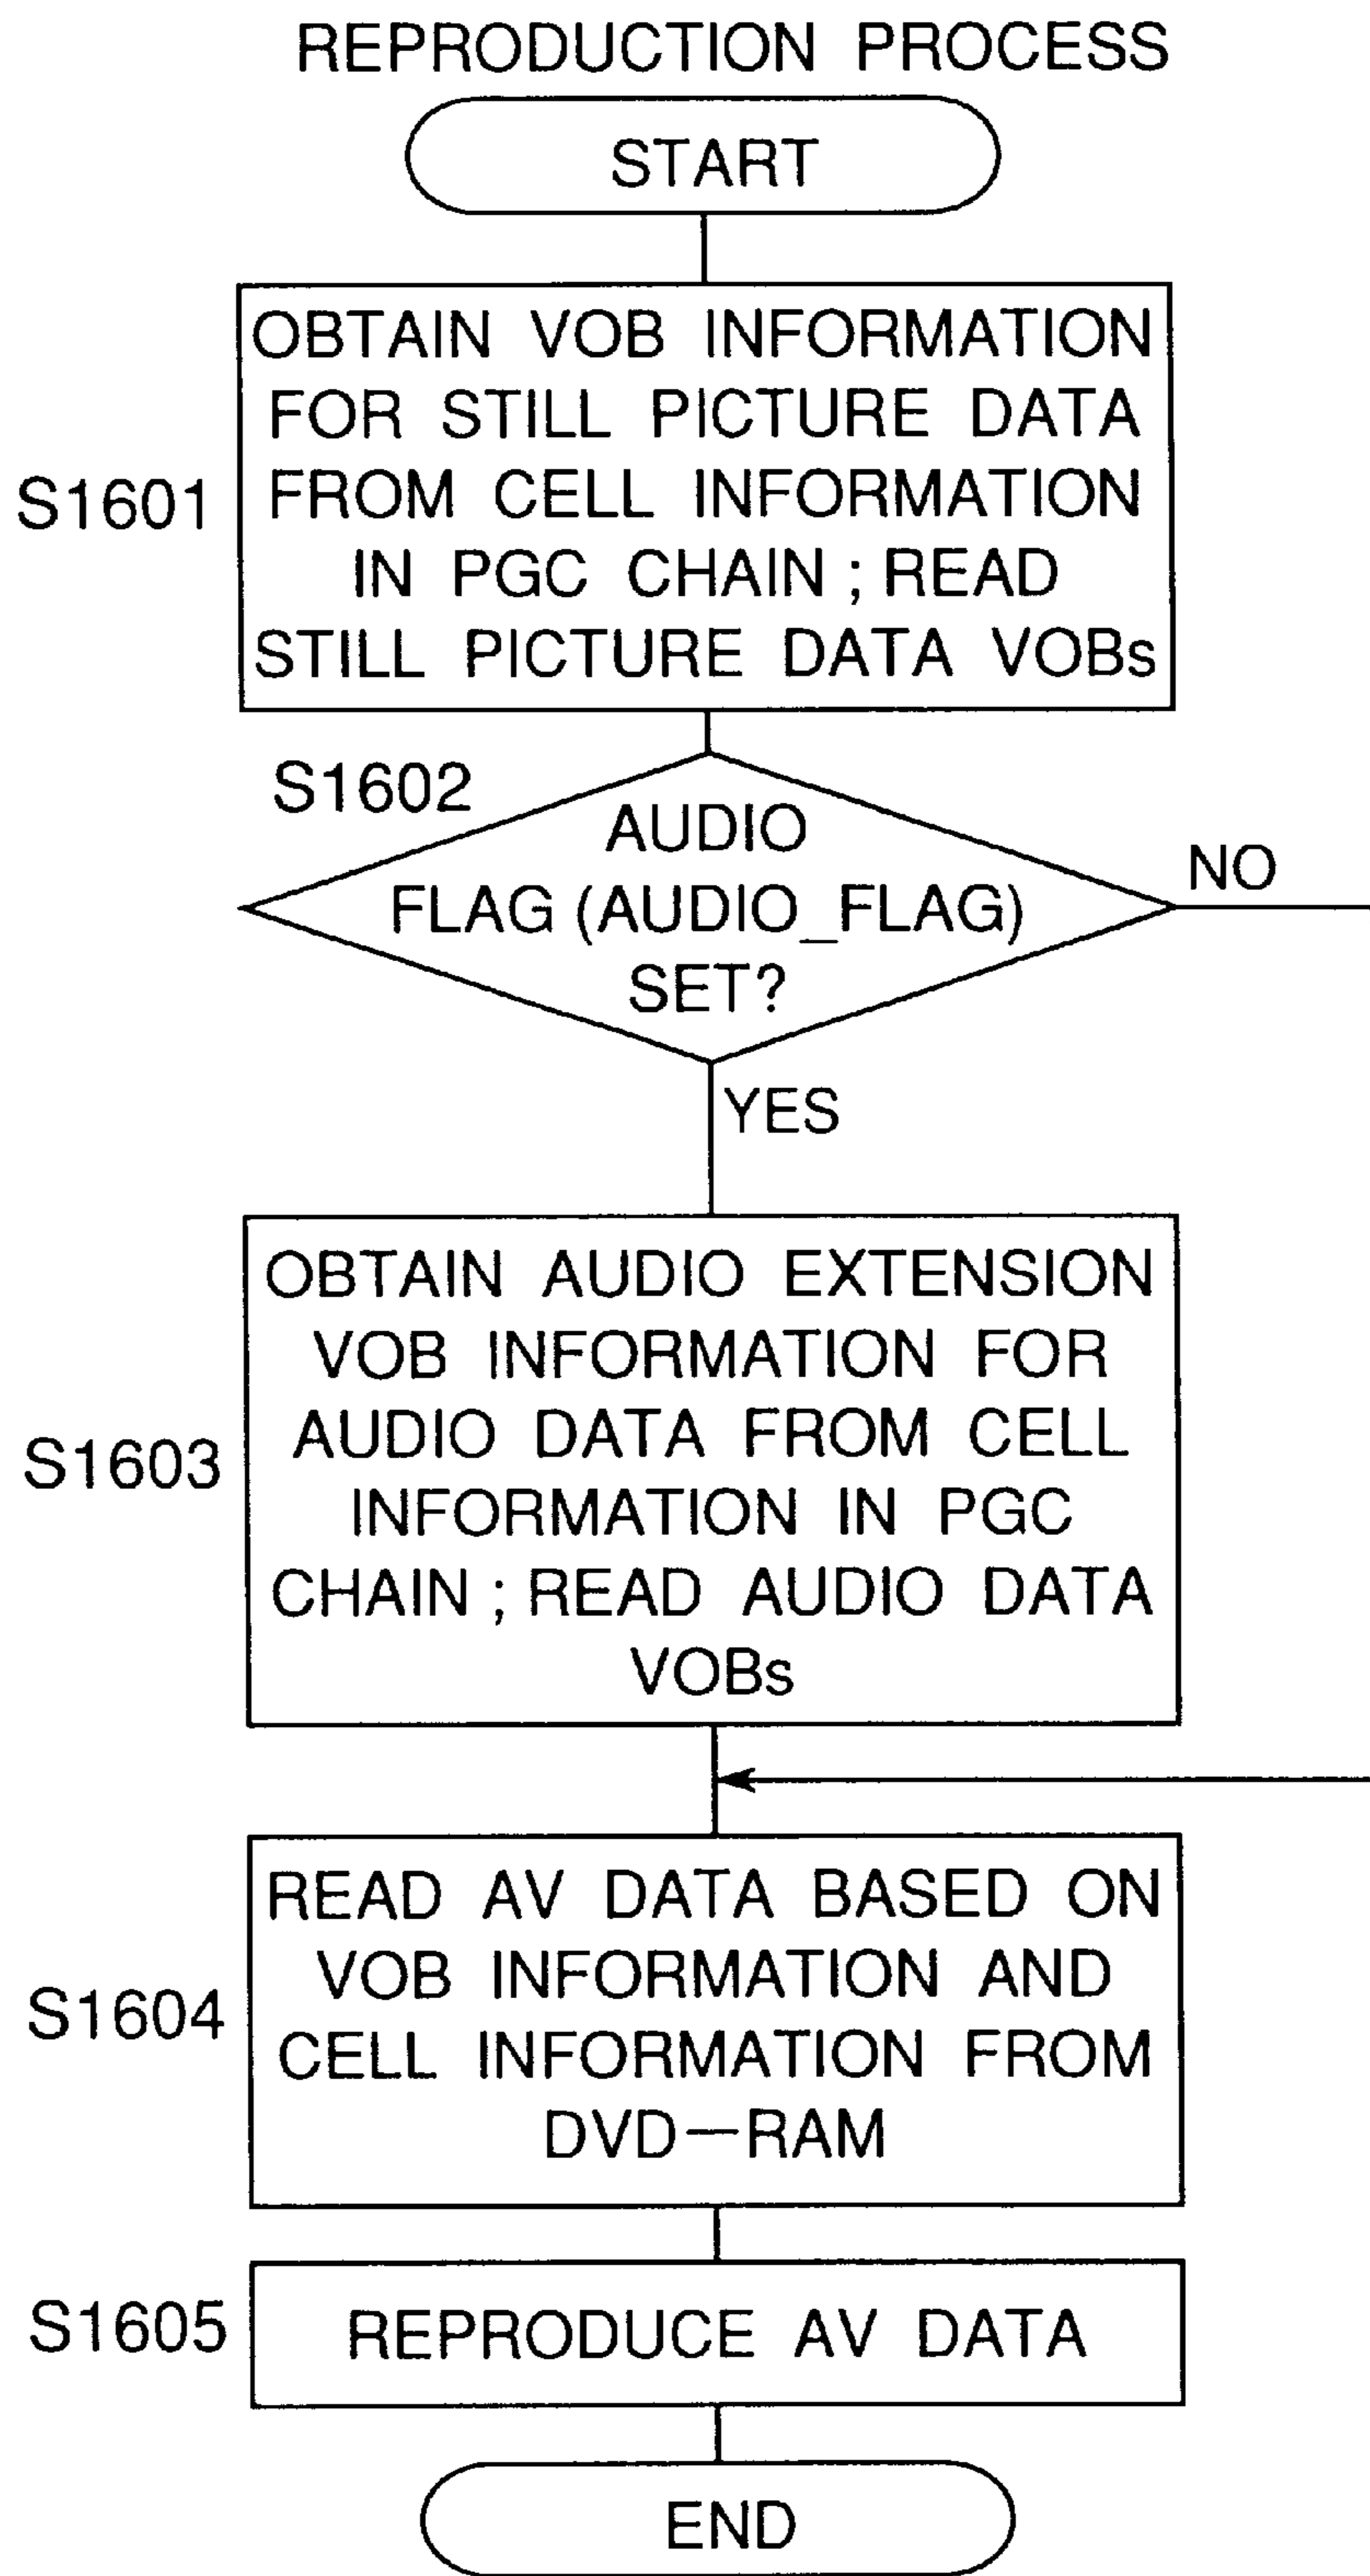 REPRODUCTION PROCESS
START
OBTAIN VOB INFORMATION
FOR STILL PICTURE DATA
S1601
FROM CELL INFORMATION
IN PGC CHAIN ; READ
STILL PICTURE DATA VOBs
S1602
AUDIO
FLAG (AUDIO_FLAG)
SET?
NO
YES
OBTAIN AUDIO EXTENSION
VOB INFORMATION FOR
AUDIO DATA FROM CELL
S1603
INFORMATION IN PGC
CHAIN ; READ AUDIO DATA
VOBs
READ AV DATA BASED ON
VOB INFORMATION AND
S1604
CELL INFORMATION FROM
DVD—RAM
S1605
REPRODUCE AV DATA
END